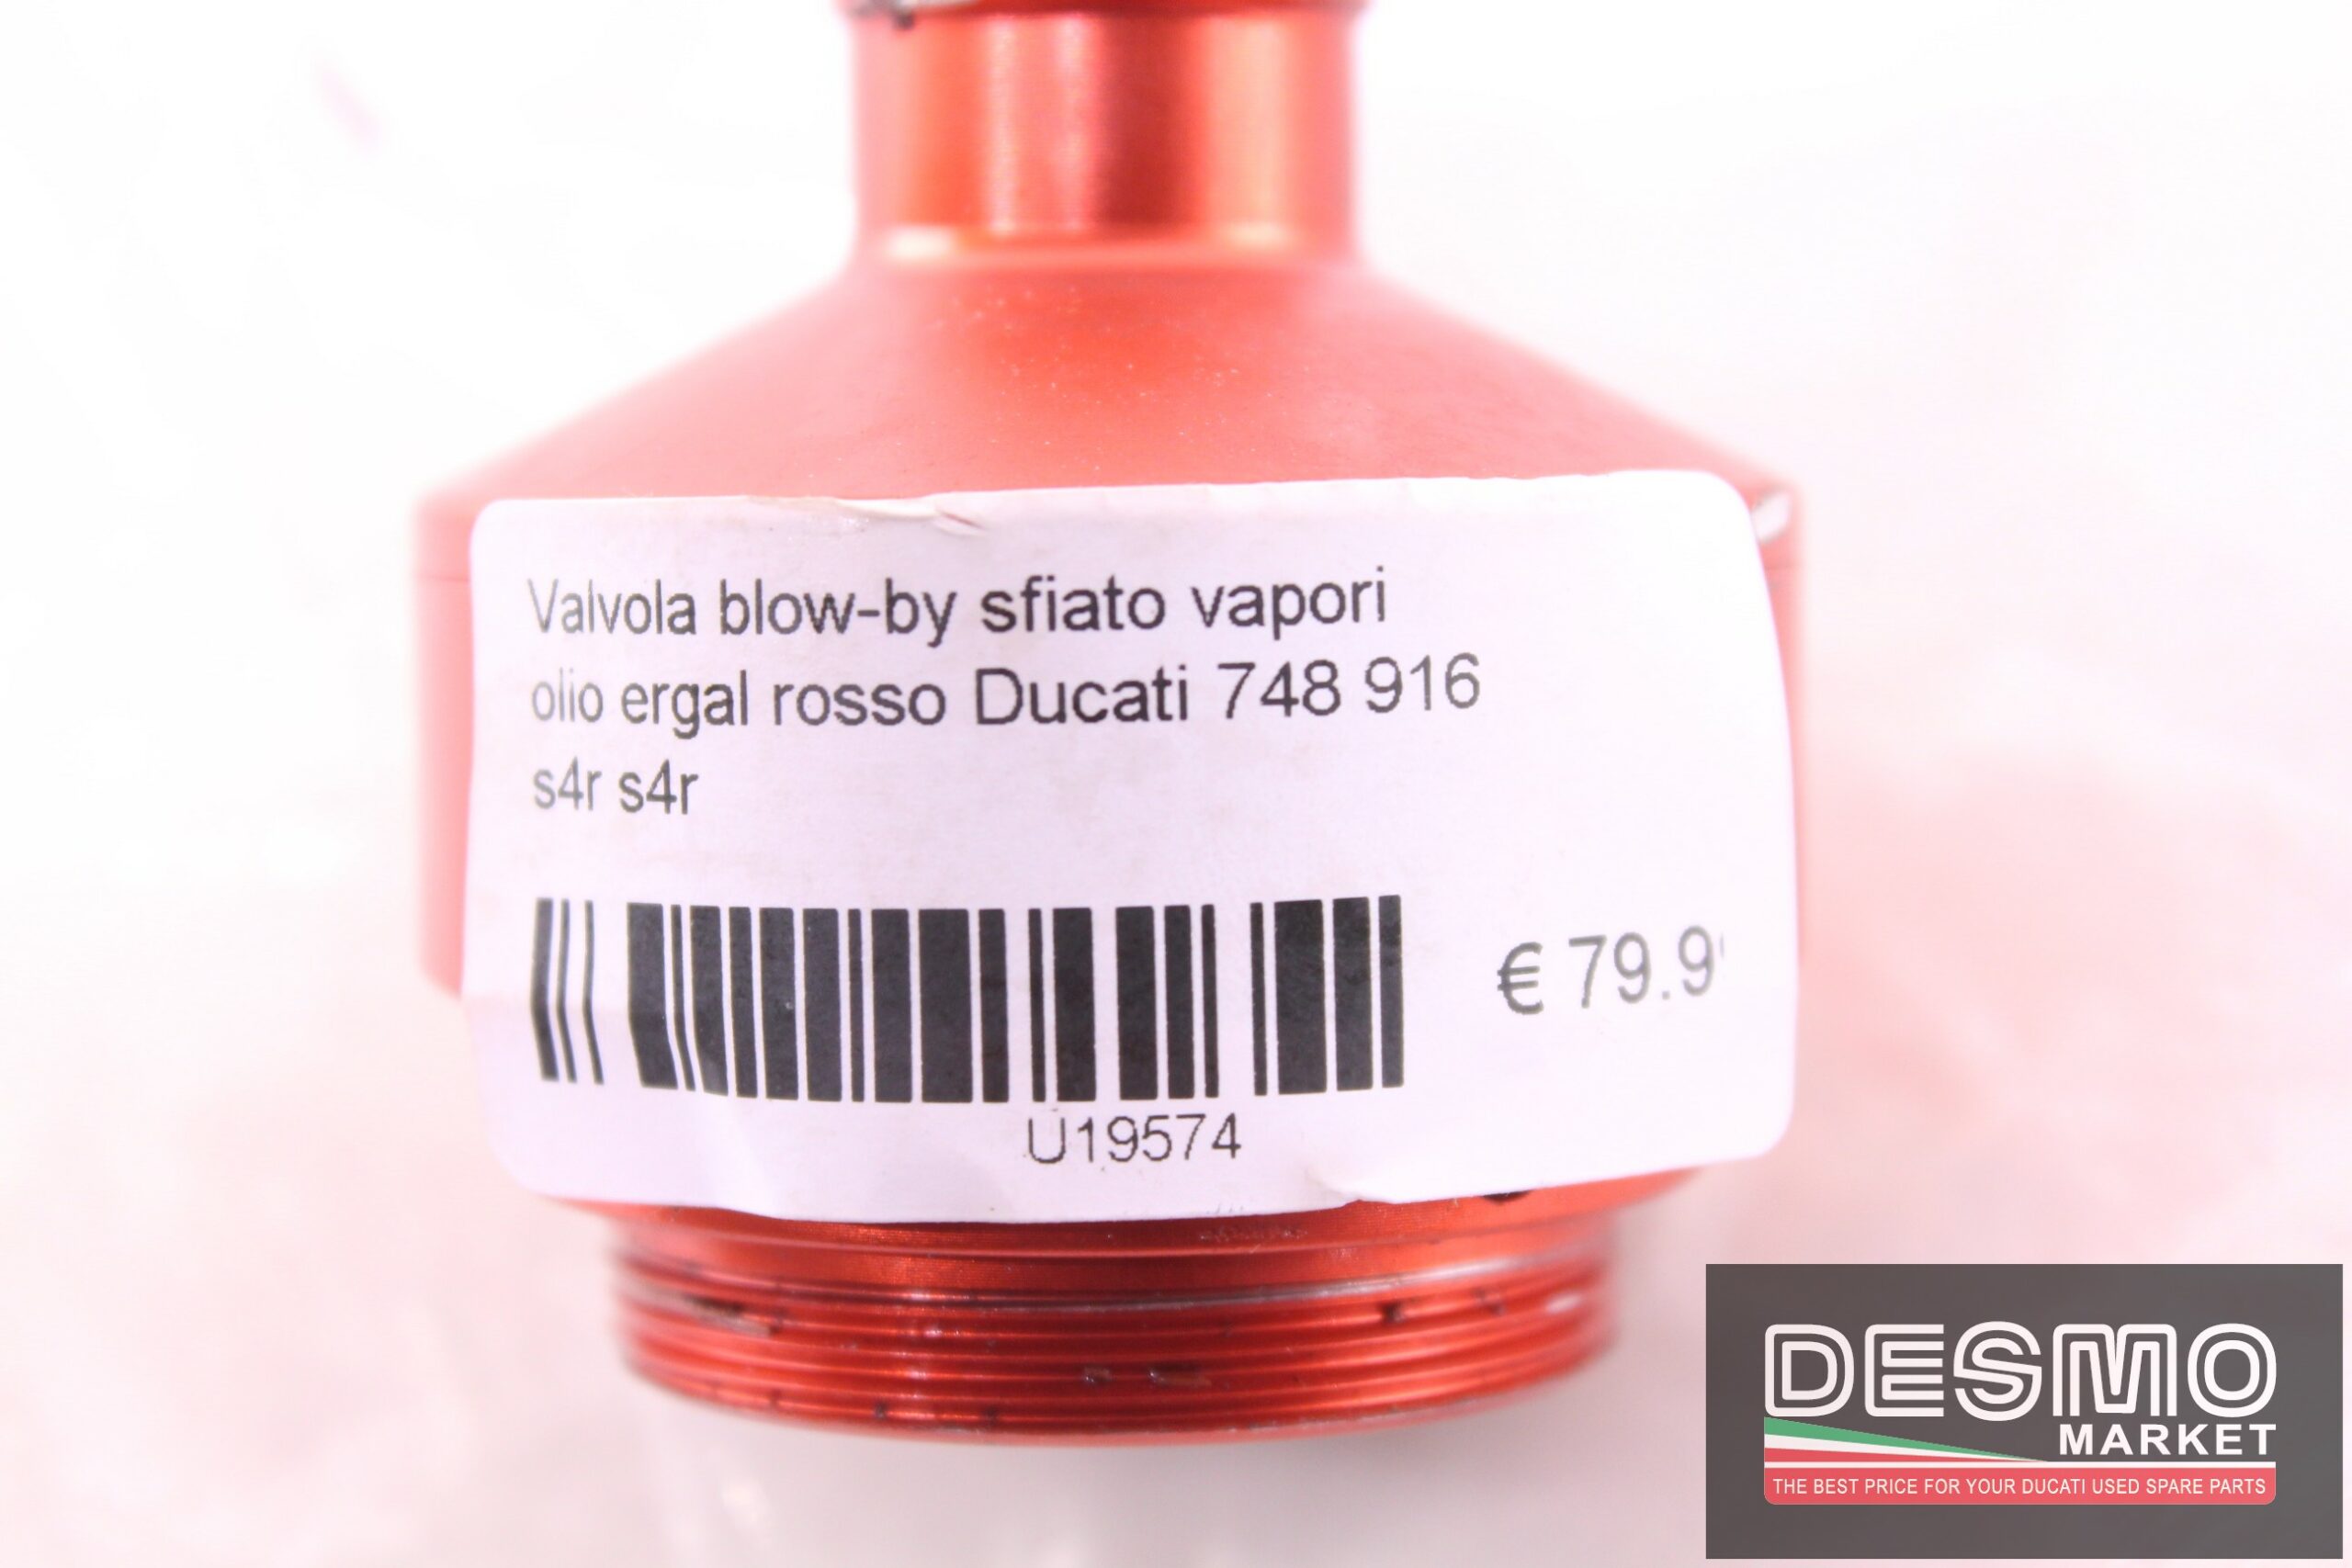 Valvola blow-by sfiato vapori
olio ergal rosso Ducati 748 916
s4r s4r
€ 79.9
U19574
DESMO
MARKET
THE BEST PRICE FOR YOUR DUCATI USED SPARE PARTS